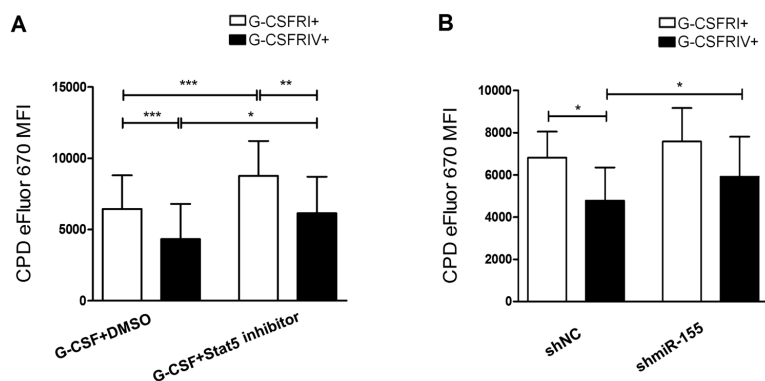 A
G-CSFRI+
G-CSFRIV+
CPD eFluor 670 MFI
15000
10000
5000
0
***
**
***
*
G-CSF+DMSO
G-CSF+Stat5 inhibitor
B
G-CSFRI+
G-CSFRIV+
CPD eFluor 670 MFI
10000
8000
6000
4000
2000
0
*
*
shNC
shmiR-155